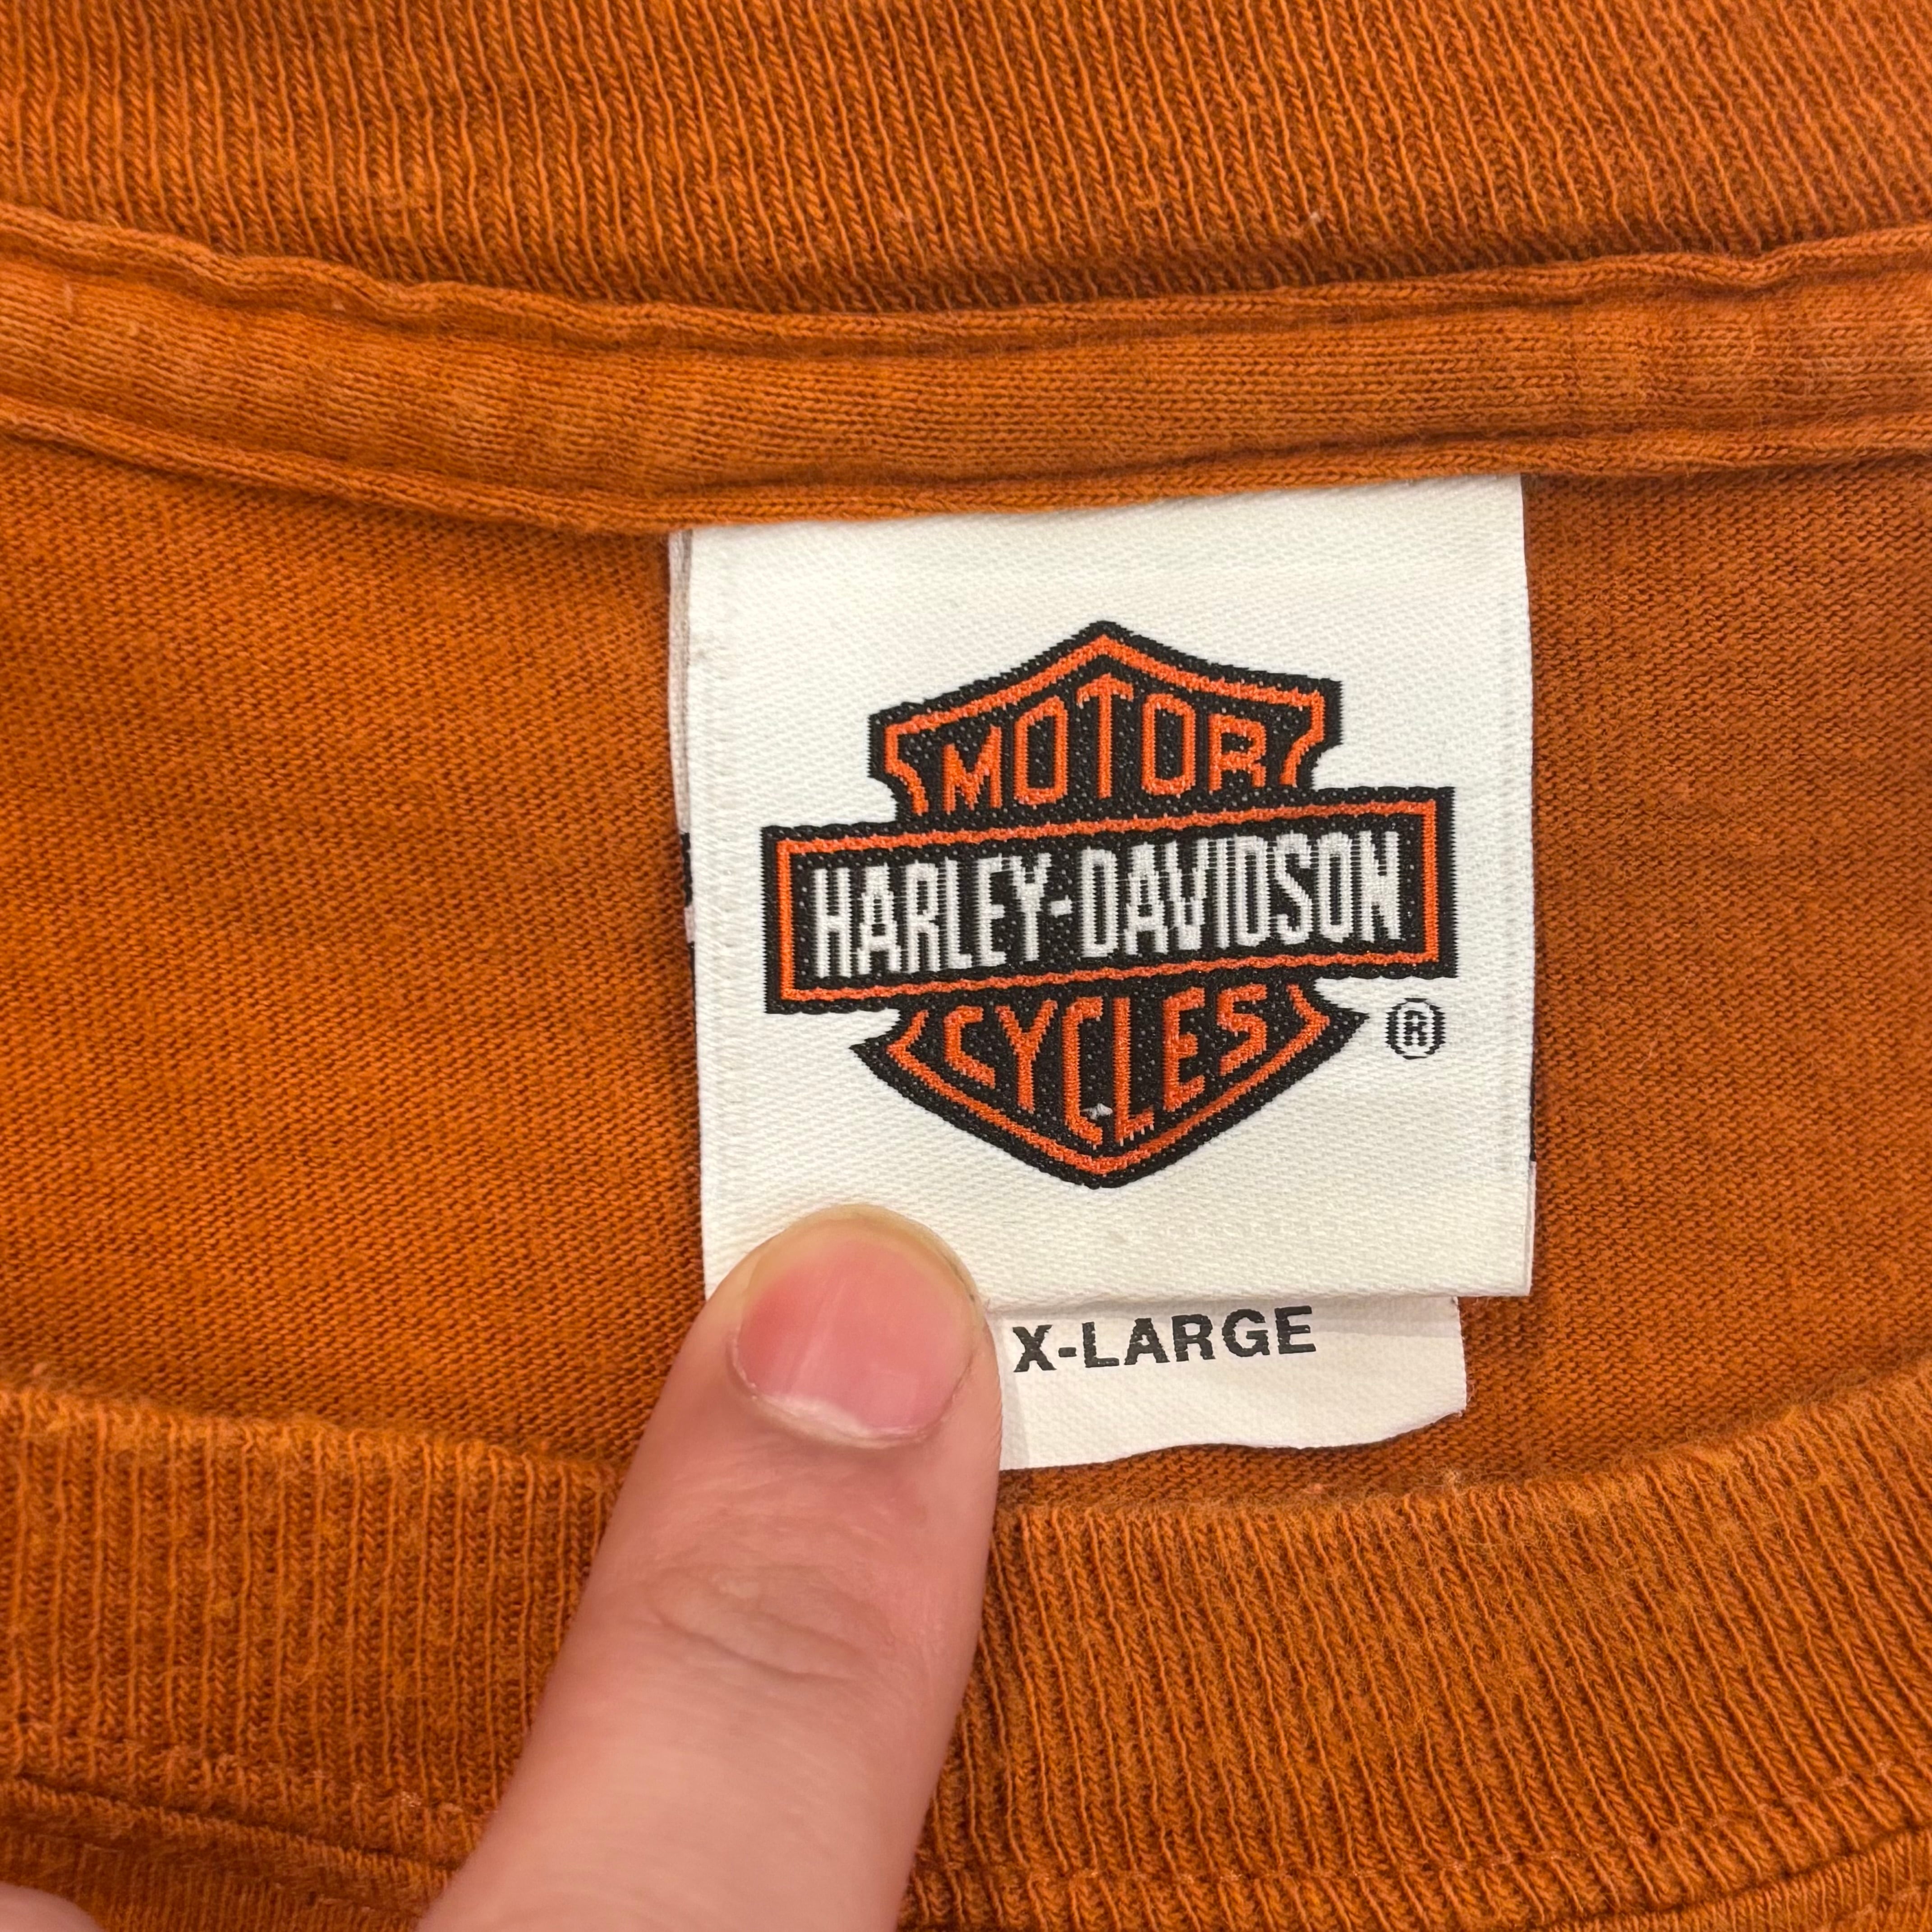 MOTOR
HARLEY-DAVIDSON
CYCLES
®
X-LARGE